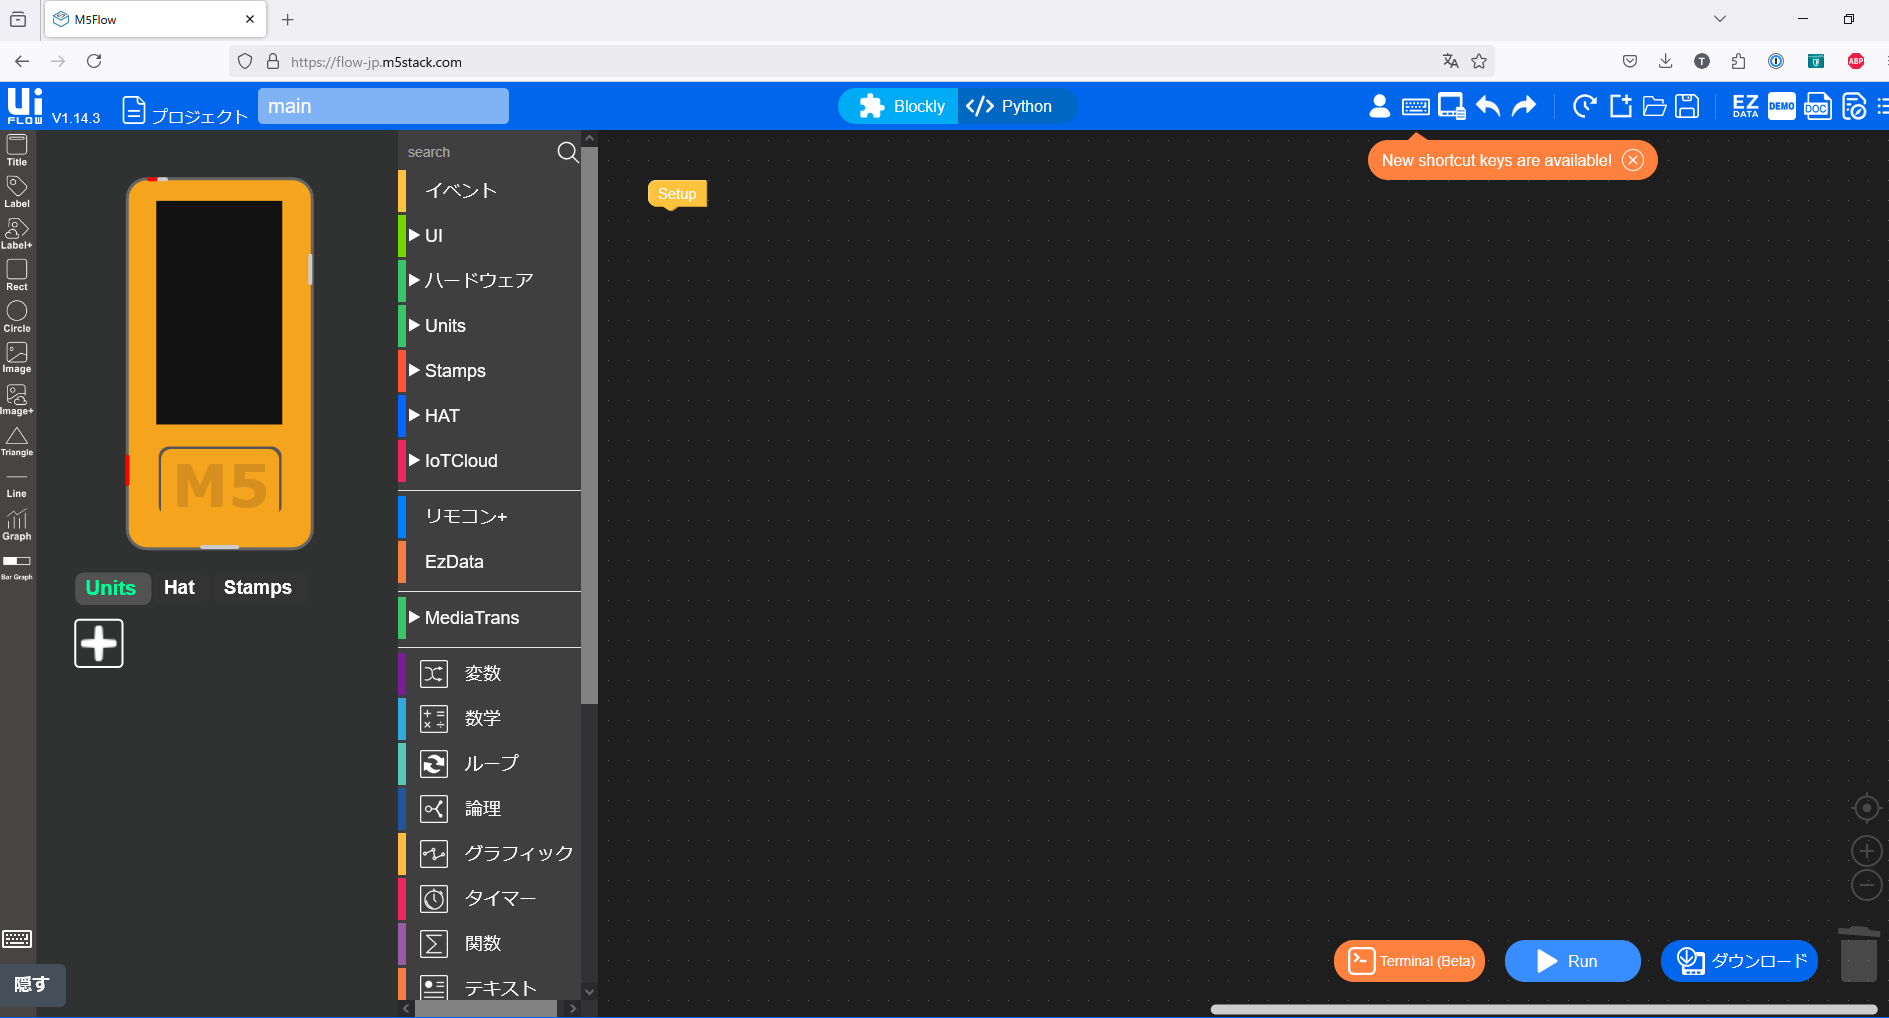 M5Flow
https://flow-jp.m5stack.com
T
ABP
Ui
FLOW
V1.14.3
プロジェクト
main
Blockly
Python
EZ
DATA
DEMO
DOC
New shortcut keys are available!
Title
Label
Label+
Rect
Circle
Image
Image+
Triangle
Line
Graph
Bar Graph
隠す
M5
Units
Hat
Stamps
search
イベント
UI
ハードウェア
Units
Stamps
HAT
IoTCloud
リモコン+
EzData
MediaTrans
変数
数学
ループ
論理
グラフィック
タイマー
関数
テキスト
Setup
Terminal (Beta)
Run
ダウンロード